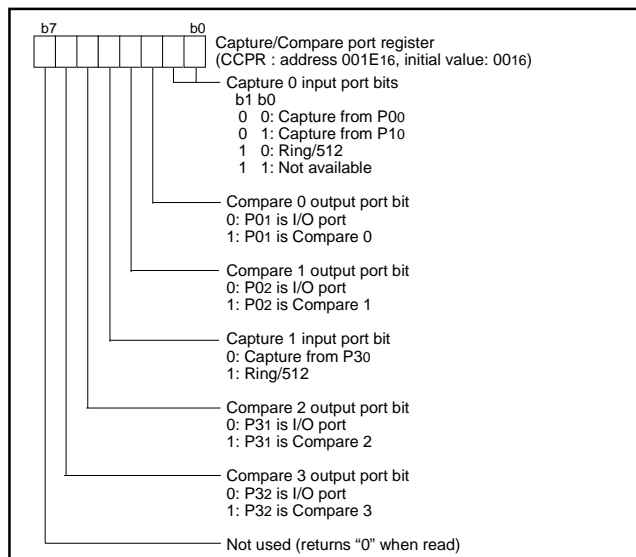 b7 b0
Capture/Compare port register
(CCPR : address 001E16, initial value: 0016)
Capture 0 input port bits
b1 b0
0 0: Capture from P00
0 1: Capture from P10
1 0: Ring/512
1 1: Not available
Compare 0 output port bit
0: P01 is I/O port
1: P01 is Compare 0
Compare 1 output port bit
0: P02 is I/O port
1: P02 is Compare 1
Capture 1 input port bit
0: Capture from P30
1: Ring/512
Compare 2 output port bit
0: P31 is I/O port
1: P31 is Compare 2
Compare 3 output port bit
0: P32 is I/O port
1: P32 is Compare 3
Not used (returns “0” when read)